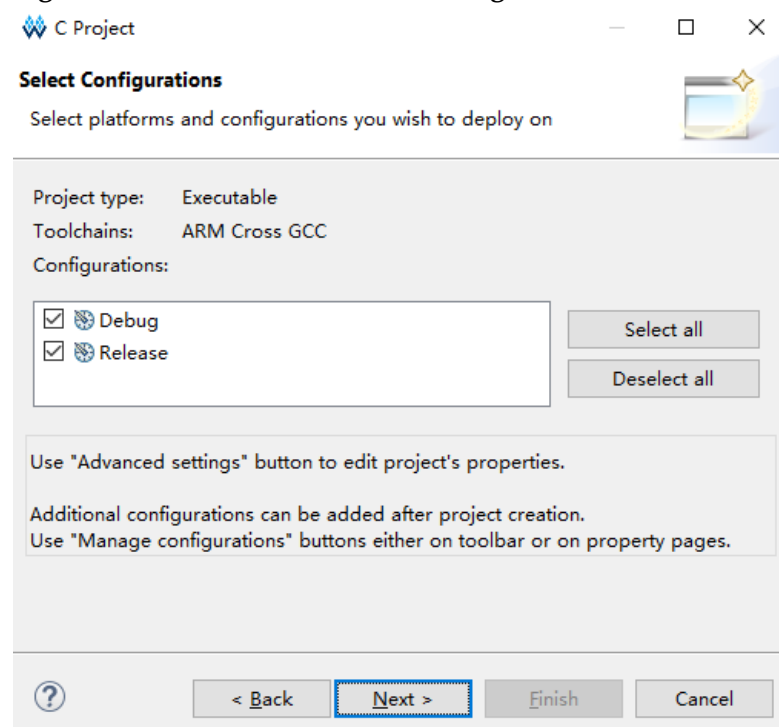 C Project
Select Configurations
Select platforms and configurations you wish to deploy on
Project type: Executable
Toolchains: ARM Cross GCC
Configurations:
Debug
Release
Select all
Deselect all
Use "Advanced settings" button to edit project's properties.
Additional configurations can be added after project creation.
Use "Manage configurations" buttons either on toolbar or on property pages.
? < Back Next > Finish Cancel